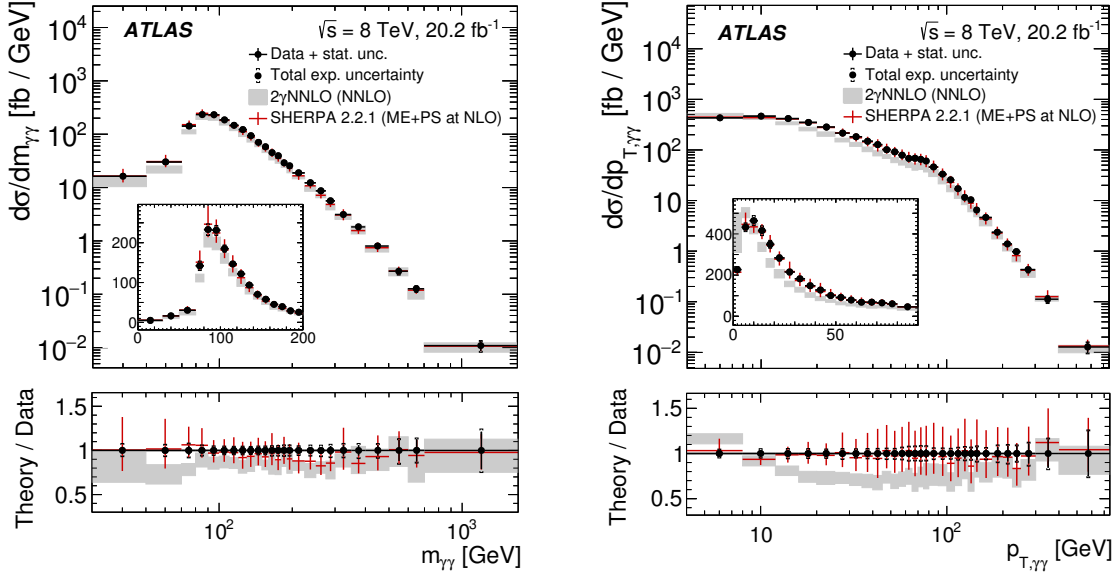 ATLAS
√s = 8 TeV, 20.2 fb⁻¹
Data + stat. unc.
Total exp. uncertainty
2γNNLO (NNLO)
SHERPA 2.2.1 (ME+PS at NLO)
dσ/dm_γγ [fb / GeV]
10⁴
10³
10²
10
1
10⁻¹
10⁻²
200
100
0
0 100 200
Theory / Data
1.5
1
0.5
10² 10³
m_γγ [GeV]
ATLAS
√s = 8 TeV, 20.2 fb⁻¹
Data + stat. unc.
Total exp. uncertainty
2γNNLO (NNLO)
SHERPA 2.2.1 (ME+PS at NLO)
dσ/dp_T,γγ [fb / GeV]
10⁴
10³
10²
10
1
10⁻¹
10⁻²
400
200
0
0 50
Theory / Data
1.5
1
0.5
10 10²
p_T,γγ [GeV]